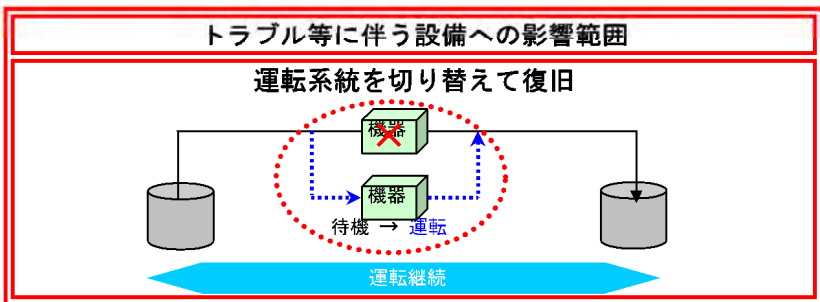 トラブル等に伴う設備への影響範囲
運転系統を切り替えて復旧
機器
機器
待機 → 運転
運転継続